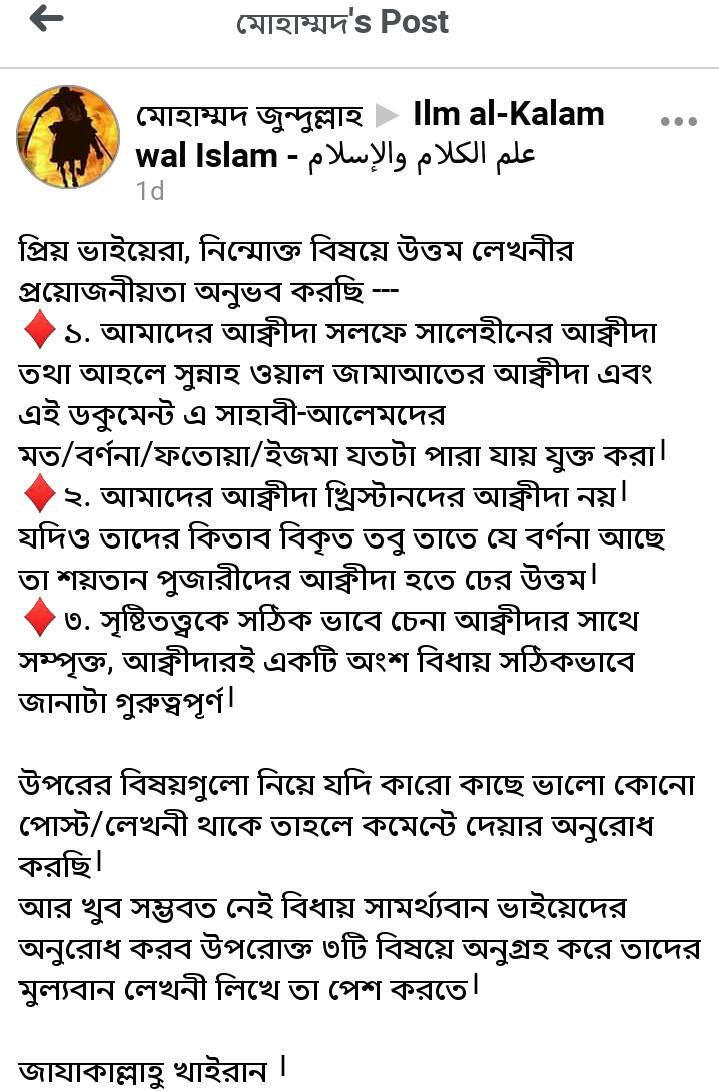 মোহাম্মদ's Post
মোহাম্মদ জুন্দুল্লাহ ▶ Ilm al-Kalam
wal Islam - علم الكلام والإسلام
1d
প্রিয় ভাইয়েরা, নিন্মোক্ত বিষয়ে উত্তম লেখনীর
প্রয়োজনীয়তা অনুভব করছি ---
♦১. আমাদের আক্বীদা সলফে সালেহীনের আক্বীদা
তথা আহলে সুন্নাহ ওয়াল জামাআতের আক্বীদা এবং
এই ডকুমেন্ট এ সাহাবী-আলেমদের
মত/বর্ণনা/ফতোয়া/ইজমা যতটা পারা যায় যুক্ত করা|
♦২. আমাদের আক্বীদা খ্রিস্টানদের আক্বীদা নয়|
যদিও তাদের কিতাব বিকৃত তবু তাতে যে বর্ণনা আছে
তা শয়তান পুজারীদের আক্বীদা হতে ঢের উত্তম|
♦৩. সৃষ্টিতত্ত্বকে সঠিক ভাবে চেনা আক্বীদার সাথে
সম্পৃক্ত, আক্বীদারই একটি অংশ বিধায় সঠিকভাবে
জানাটা গুরুত্বপূর্ণ|
উপরের বিষয়গুলো নিয়ে যদি কারো কাছে ভালো কোনো
পোস্ট/লেখনী থাকে তাহলে কমেন্টে দেয়ার অনুরোধ
করছি|
আর খুব সম্ভবত নেই বিধায় সামর্থ্যবান ভাইয়েদের
অনুরোধ করব উপরোক্ত ৩টি বিষয়ে অনুগ্রহ করে তাদের
মুল্যবান লেখনী লিখে তা পেশ করতে|
জাযাকাল্লাহু খাইরান |